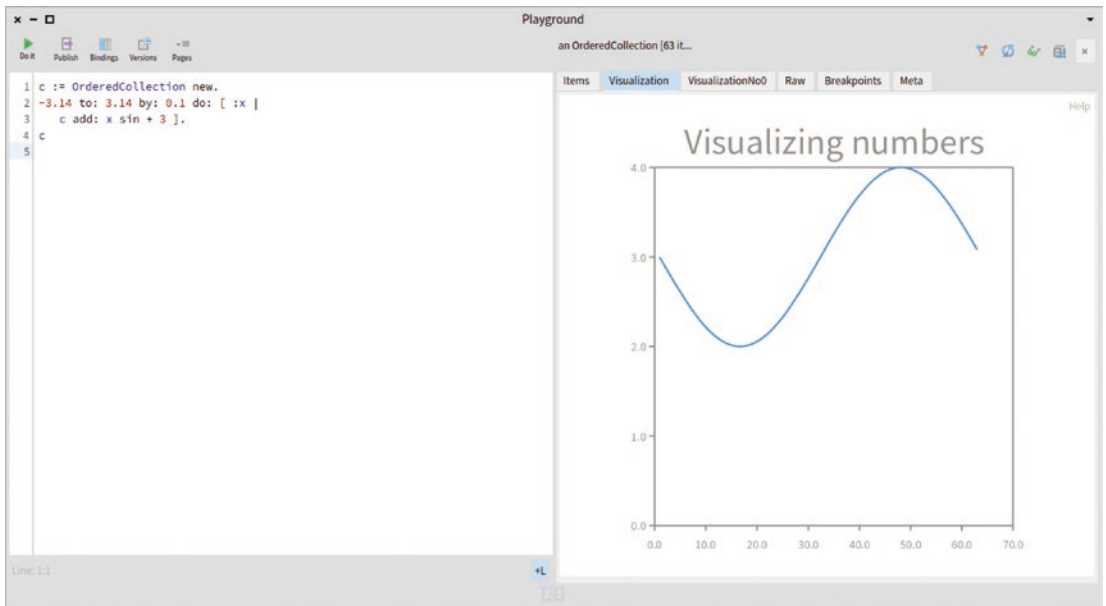 Playground
Do it Publish Bindings Versions Pages
an OrderedCollection [63 it...
1 c := OrderedCollection new.
2 -3.14 to: 3.14 by: 0.1 do: [ :x |
3 c add: x sin + 3 ].
4 c
5
Line: 1:1
+L
Items Visualization VisualizationNo0 Raw Breakpoints Meta
Help
Visualizing numbers
4.0
3.0
2.0
1.0
0.0
0.0 10.0 20.0 30.0 40.0 50.0 60.0 70.0